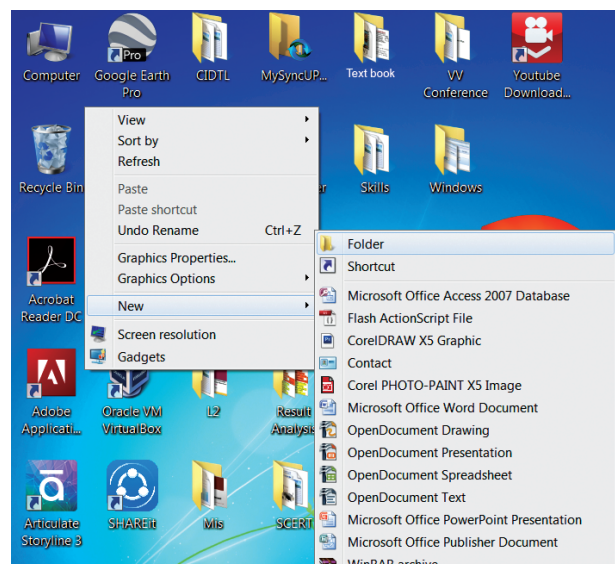 Computer
Google Earth
Pro
Pro
CIDTL
MySyncUP...
Text book
VV
Conference
Youtube
Download...
Recycle Bin
Skills
Windows
Acrobat
Reader DC
Adobe
Applicati...
Oracle VM
VirtualBox
L2
Result
Analysis
Articulate
Storyline 3
SHAREit
Mis
SCERT
View
Sort by
Refresh
Paste
Paste shortcut
Undo Rename Ctrl+Z
Graphics Properties...
Graphics Options
New
Screen resolution
Gadgets
Folder
Shortcut
Microsoft Office Access 2007 Database
Flash ActionScript File
CorelDRAW X5 Graphic
Contact
Corel PHOTO-PAINT X5 Image
Microsoft Office Word Document
OpenDocument Drawing
OpenDocument Presentation
OpenDocument Spreadsheet
OpenDocument Text
Microsoft Office PowerPoint Presentation
Microsoft Office Publisher Document
WinRAR archive